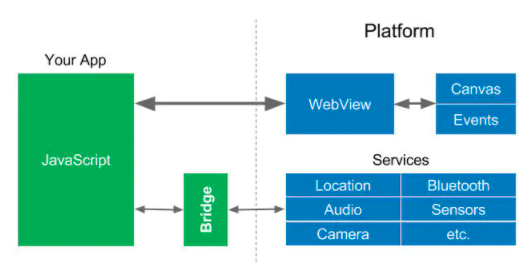 Platform
Your App
JavaScript
WebView
Canvas
Events
Bridge
Services
Location Bluetooth
Audio Sensors
Camera etc.